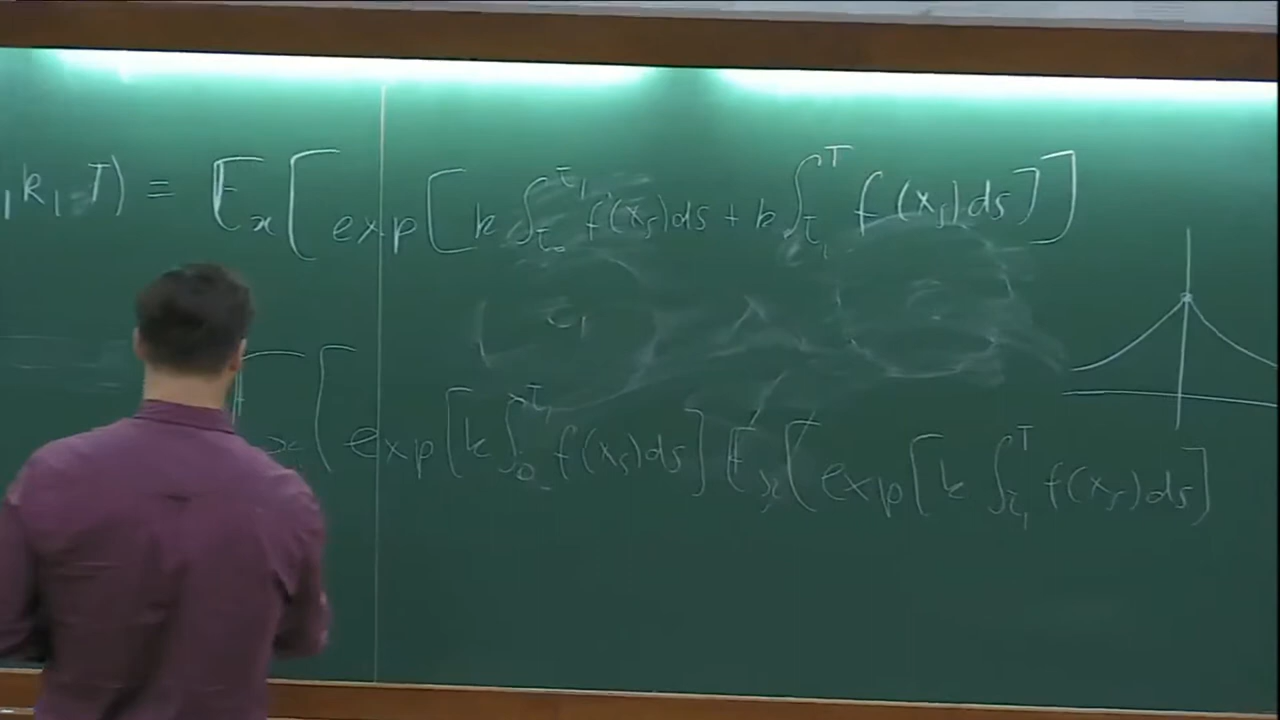 , k, T) = E_x [ exp [ k ∫_{τ_0}^{τ_1} f(x_s)ds + k ∫_{τ_1}^{T} f(x_s)ds ] ]
τ_1
E_x [ exp [ k ∫_0^{τ_1} f(x_s)ds ] E_x [ exp [ k ∫_{τ_1}^{T} f(x_s)ds ]